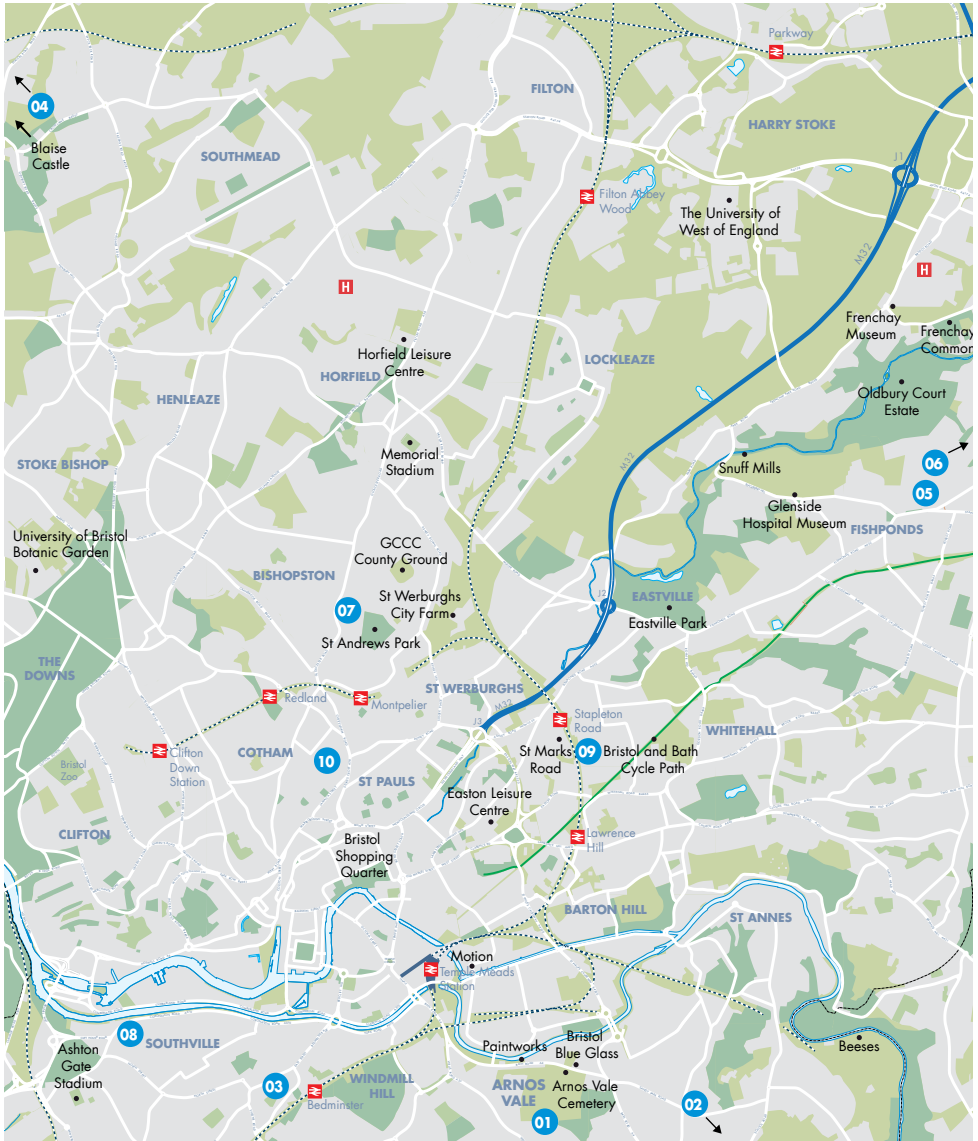 Parkway
FILTON
04
HARRY STOKE
Blaise
Castle
SOUTHMEAD
J1
Filton Abbey
Wood
The University of
West of England
M32
H
H
Frenchay
Museum
Frenchay
Common
Horfield Leisure
Centre
HORFIELD
LOCKLEAZE
HENLEAZE
Oldbury Court
Estate
Memorial
Stadium
STOKE BISHOP
M32
Snuff Mills
06
05
Glenside
Hospital Museum
FISHPONDS
University of Bristol
Botanic Garden
GCCC
County Ground
BISHOPSTON
St Werburghs
City Farm
07
J2
EASTVILLE
Eastville Park
St Andrews Park
THE
DOWNS
ST WERBURGHS
Redland
Montpelier
M32
J3
Stapleton
Road
WHITEHALL
COTHAM
Clifton
Down
Station
10
St Marks
Road
09
Bristol and Bath
Cycle Path
Bristol
Zoo
ST PAULS
Easton Leisure
Centre
CLIFTON
Bristol
Shopping
Quarter
Lawrence
Hill
BARTON HILL
ST ANNES
Motion
Temple Meads
Station
08
SOUTHVILLE
Ashton
Gate
Stadium
Paintworks
Bristol
Blue Glass
Beeses
03
WINDMILL
HILL
Bedminster
ARNOS
VALE
Arnos Vale
Cemetery
01
02